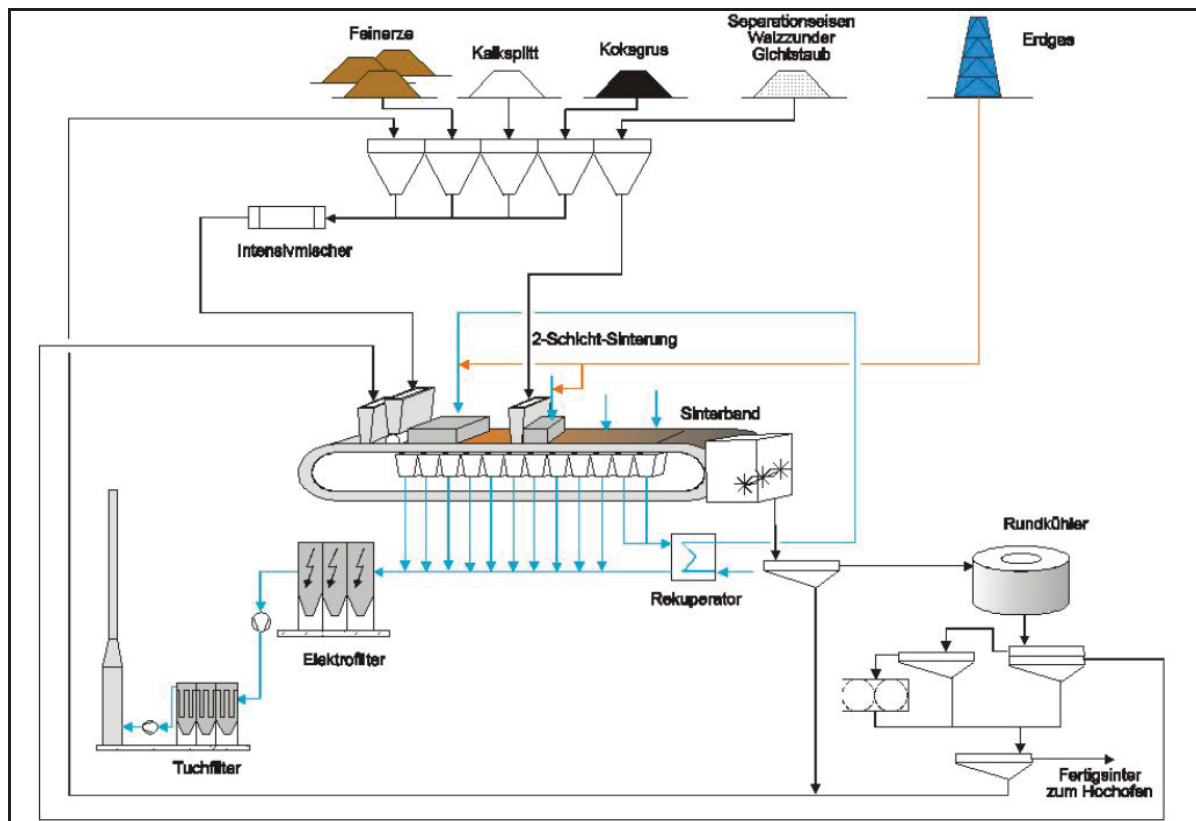 Feinerze
Kalksplitt
Koksgrus
Separationseisen
Walzzunder
Gichtstaub
Erdgas
Intensivmischer
2-Schicht-Sinterung
Sinterband
Rundkühler
Rekuperator
Elektrofilter
Tuchfilter
Fertigsinter
zum Hochofen